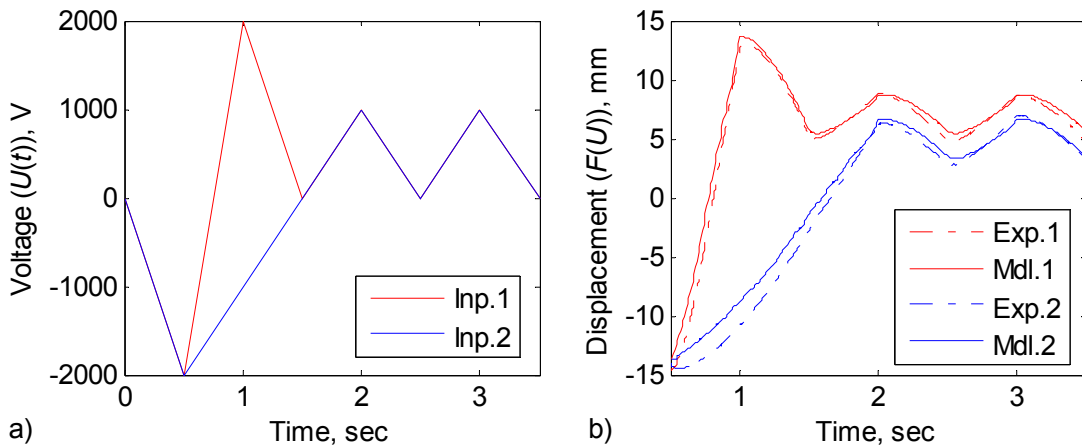 Voltage (U(t)), V
2000
1000
0
-1000
-2000
0 1 2 3
Time, sec
Inp.1
Inp.2
a)
Displacement (F(U)), mm
15
10
5
0
-5
-10
-15
1 2 3
Time, sec
Exp.1
Mdl.1
Exp.2
Mdl.2
b)